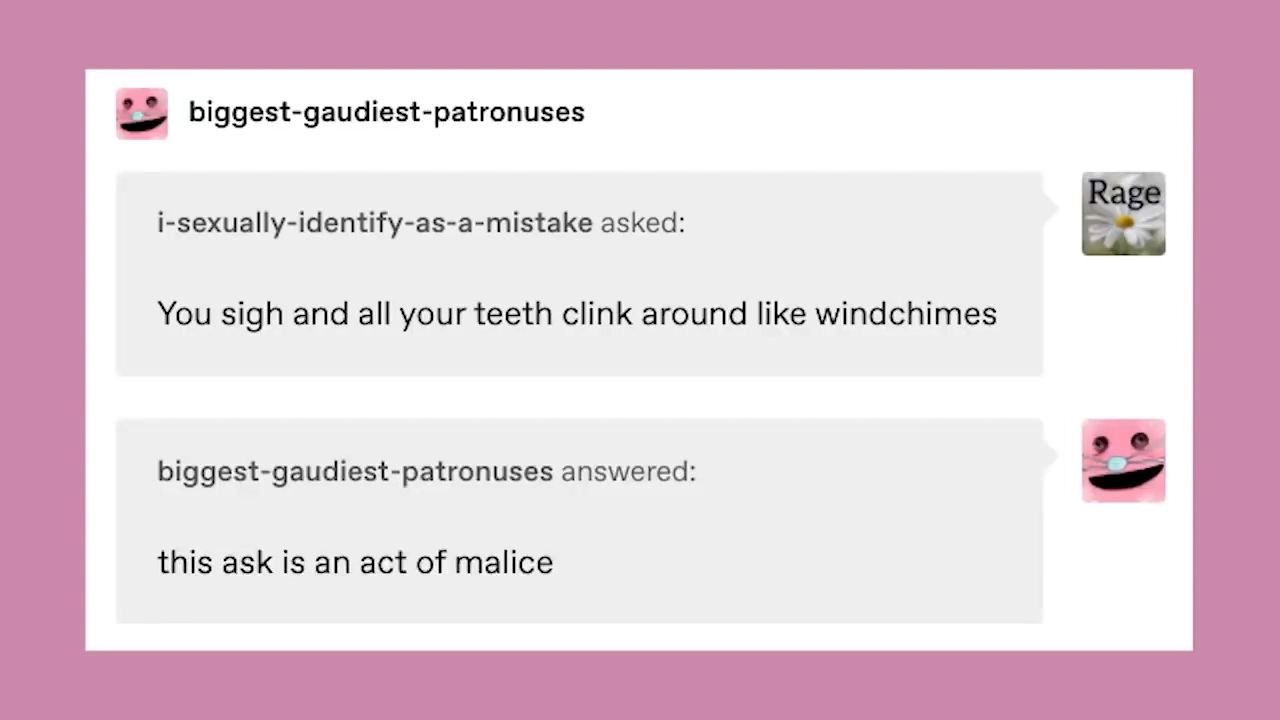 biggest-gaudiest-patronuses
i-sexually-identify-as-a-mistake asked:
Rage
You sigh and all your teeth clink around like windchimes
biggest-gaudiest-patronuses answered:
this ask is an act of malice